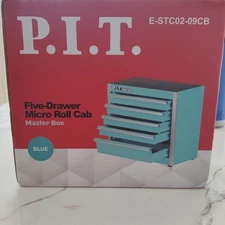 E-STC02-09CB
P.I.T.
Five-Drawer
Micro Roll Cab
Master Box
BLUE
P.I.T.